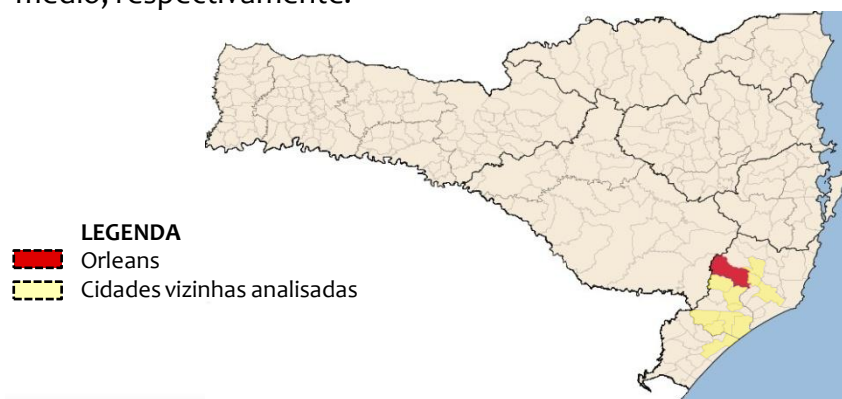 médio, respectivamente.
LEGENDA
Orleans
Cidades vizinhas analisadas